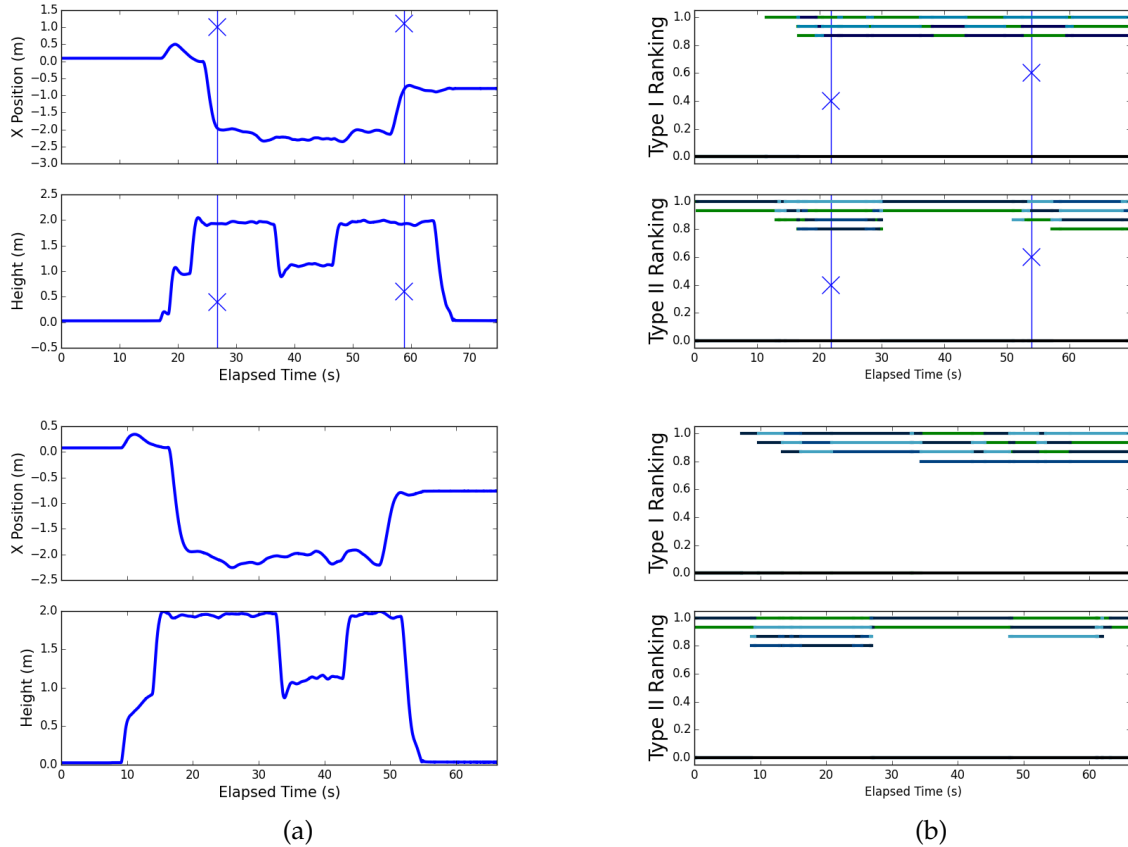 1.5
1.0
0.5
0.0
−0.5
−1.0
−1.5
−2.0
−2.5
−3.0
X Position (m)
2.5
2.0
1.5
1.0
0.5
0.0
−0.5
Height (m)
0 10 20 30 40 50 60 70
Elapsed Time (s)
0.5
0.0
−0.5
−1.0
−1.5
−2.0
−2.5
X Position (m)
2.0
1.5
1.0
0.5
0.0
Height (m)
0 10 20 30 40 50 60
Elapsed Time (s)
(a)
1.0
0.8
0.6
0.4
0.2
0.0
Type I Ranking
1.0
0.8
0.6
0.4
0.2
0.0
Type II Ranking
0 10 20 30 40 50 60
Elapsed Time (s)
1.0
0.8
0.6
0.4
0.2
0.0
Type I Ranking
1.0
0.8
0.6
0.4
0.2
0.0
Type II Ranking
0 10 20 30 40 50 60
Elapsed Time (s)
(b)